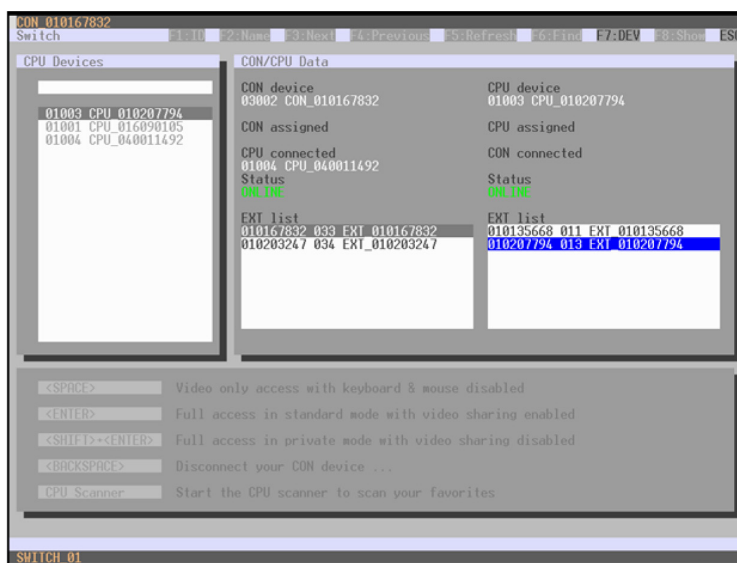 CON 010167832
Switch F1:ID F2:Name F3:Next F4:Previous F5:Refresh F6:Find F7:DEV F8:Show ESC
CPU Devices
01003 CPU_010207794
01001 CPU_016090105
01004 CPU_040011492
CON/CPU Data
CON device
03002 CON_010167832
CON assigned
CPU connected
01004 CPU_040011492
Status
ONLINE
EXT list
010167832 033 EXT_010167832
010203247 034 EXT_010203247
CPU device
01003 CPU_010207794
CPU assigned
CON connected
Status
ONLINE
EXT list
010135668 011 EXT_010135668
010207794 013 EXT_010207794
<SPACE> Video only access with keyboard & mouse disabled
<ENTER> Full access in standard mode with video sharing enabled
<SHIFT>+<ENTER> Full access in private mode with video sharing disabled
<BACKSPACE> Disconnect your CON device ...
CPU Scanner Start the CPU scanner to scan your favorites
SWITCH_01